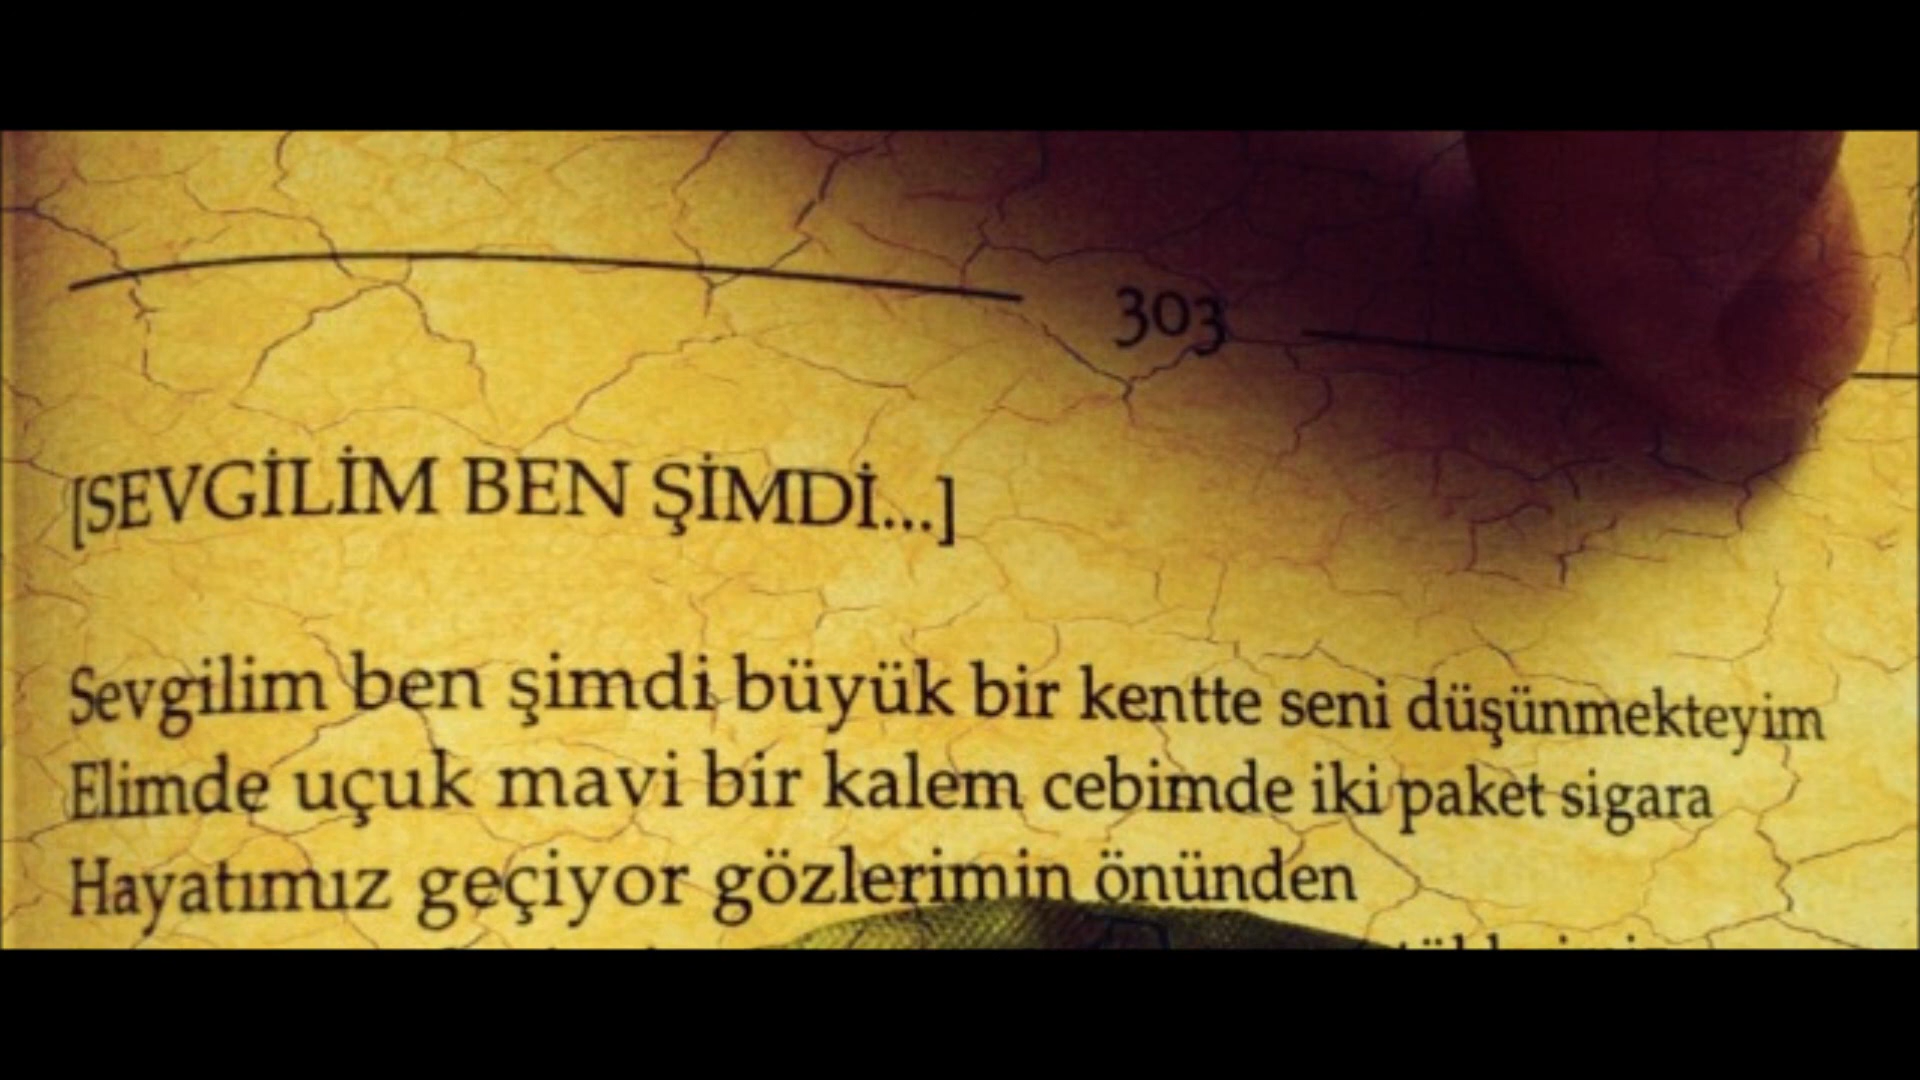 303
[SEVGİLİM BEN ŞİMDİ...]
Sevgilim ben şimdi büyük bir kentte seni düşünmekteyim
Elimde uçuk mavi bir kalem cebimde iki paket sigara
Hayatımız geçiyor gözlerimin önünden